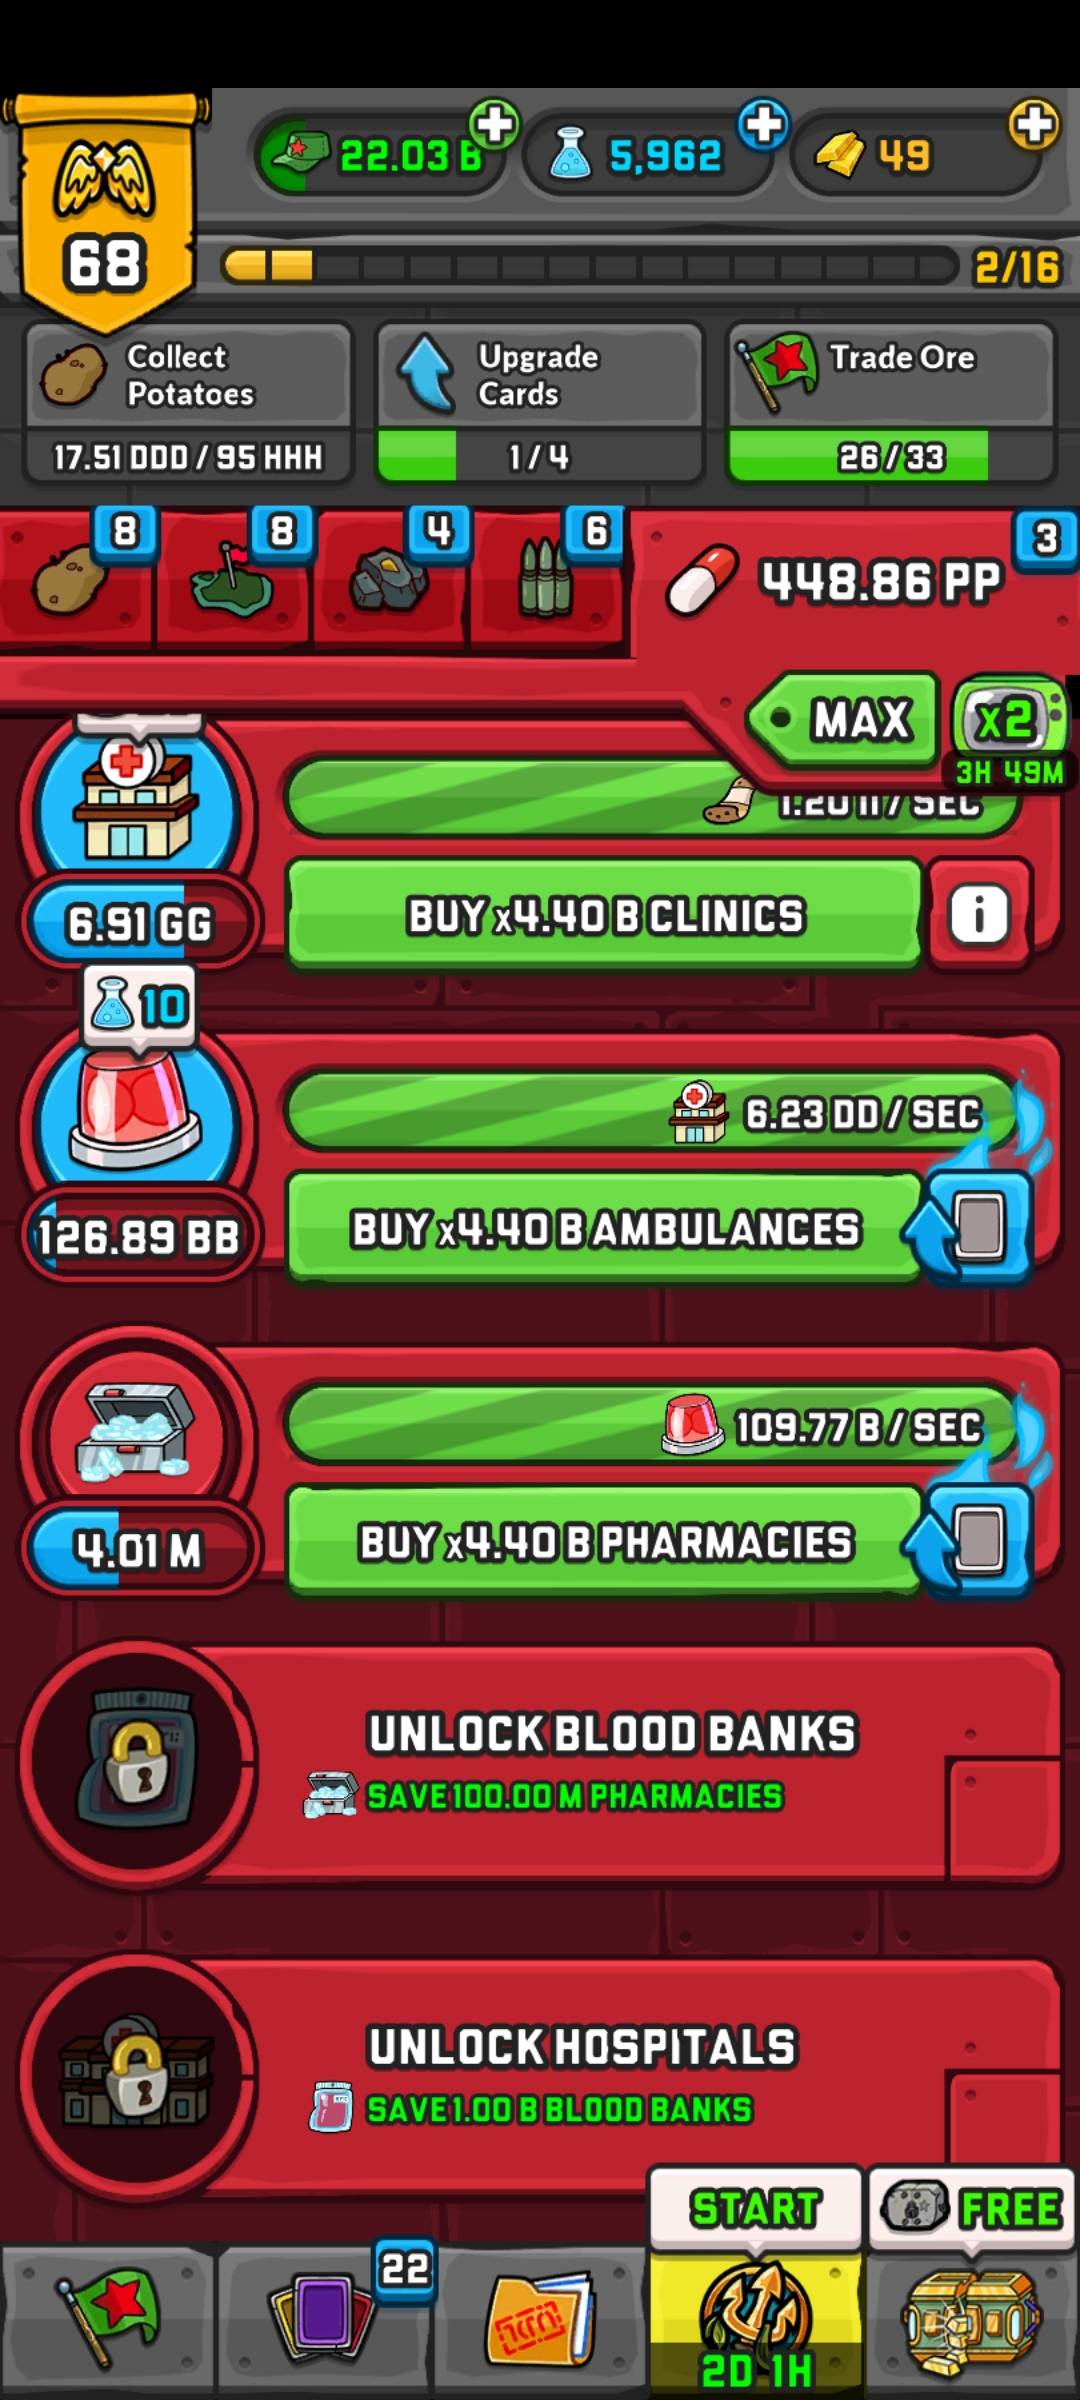 22.03 B
5,962
49
68
2/16
Collect
Potatoes
17.51 DDD / 95 HHH
Upgrade
Cards
1 / 4
Trade Ore
26 / 33
8
8
4
6
3
448.86 PP
MAX
x2
3H 49M
/ SEC
6.91 GG
BUY x4.40 B CLINICS
i
10
6.23 DD / SEC
126.89 BB
BUY x4.40 B AMBULANCES
109.77 B / SEC
4.01 M
BUY x4.40 B PHARMACIES
UNLOCK BLOOD BANKS
SAVE 100.00 M PHARMACIES
UNLOCK HOSPITALS
SAVE 1.00 B BLOOD BANKS
START
FREE
22
2D 1H